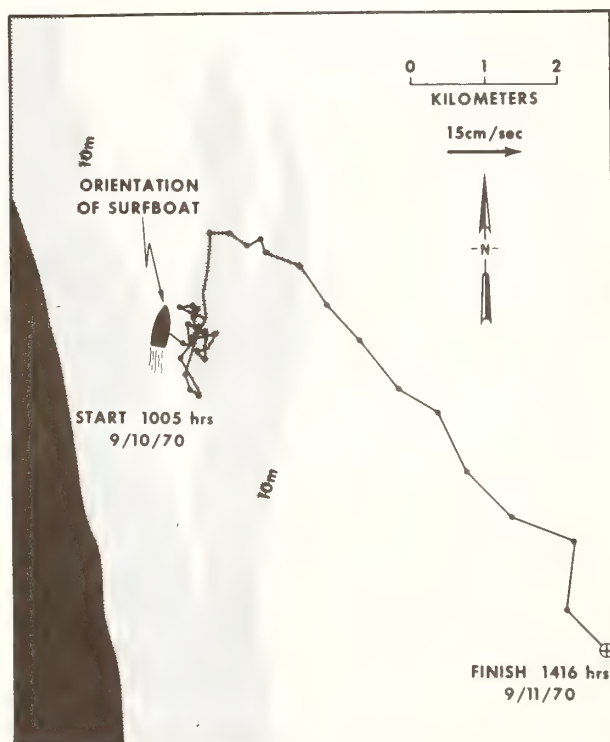 0 1 2
KILOMETERS
15cm/sec
10m
ORIENTATION
OF SURFBOAT
-N-
START 1005 hrs
9/10/70
10m
FINISH 1416 hrs
9/11/70